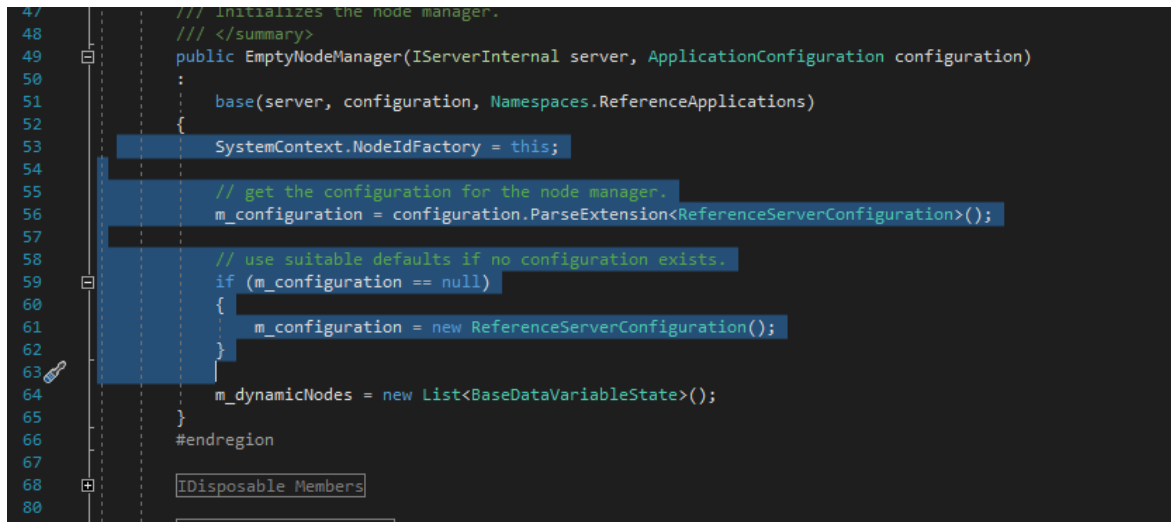 47 /// Initializes the node manager.
48 /// </summary>
49 public EmptyNodeManager(IServerInternal server, ApplicationConfiguration configuration)
50 :
51 base(server, configuration, Namespaces.ReferenceApplications)
52 {
53 SystemContext.NodeIdFactory = this;
54
55 // get the configuration for the node manager.
56 m_configuration = configuration.ParseExtension<ReferenceServerConfiguration>();
57
58 // use suitable defaults if no configuration exists.
59 if (m_configuration == null)
60 {
61 m_configuration = new ReferenceServerConfiguration();
62 }
63
64 m_dynamicNodes = new List<BaseDataVariableState>();
65 }
66 #endregion
67
68 IDisposable Members
80